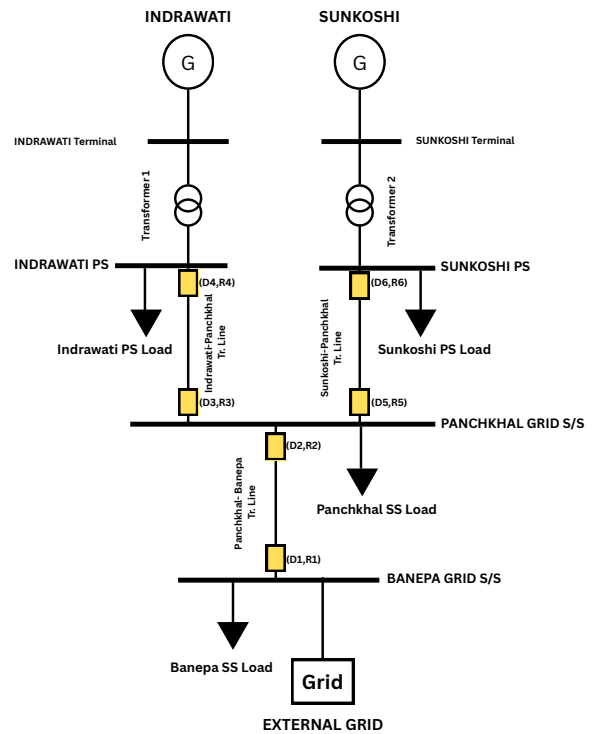 INDRAWATI
SUNKOSHI
G
G
INDRAWATI Terminal
SUNKOSHI Terminal
Transformer 1
Transformer 2
INDRAWATI PS
SUNKOSHI PS
(D4,R4)
(D6,R6)
Indrawati PS Load
Indrawati-Panchkhal
Tr. Line
Sunkoshi-Panchkhal
Tr. Line
Sunkoshi PS Load
(D3,R3)
(D5,R5)
PANCHKHAL GRID S/S
(D2,R2)
Panchkhal- Banepa
Tr. Line
Panchkhal SS Load
(D1,R1)
BANEPA GRID S/S
Banepa SS Load
Grid
EXTERNAL GRID